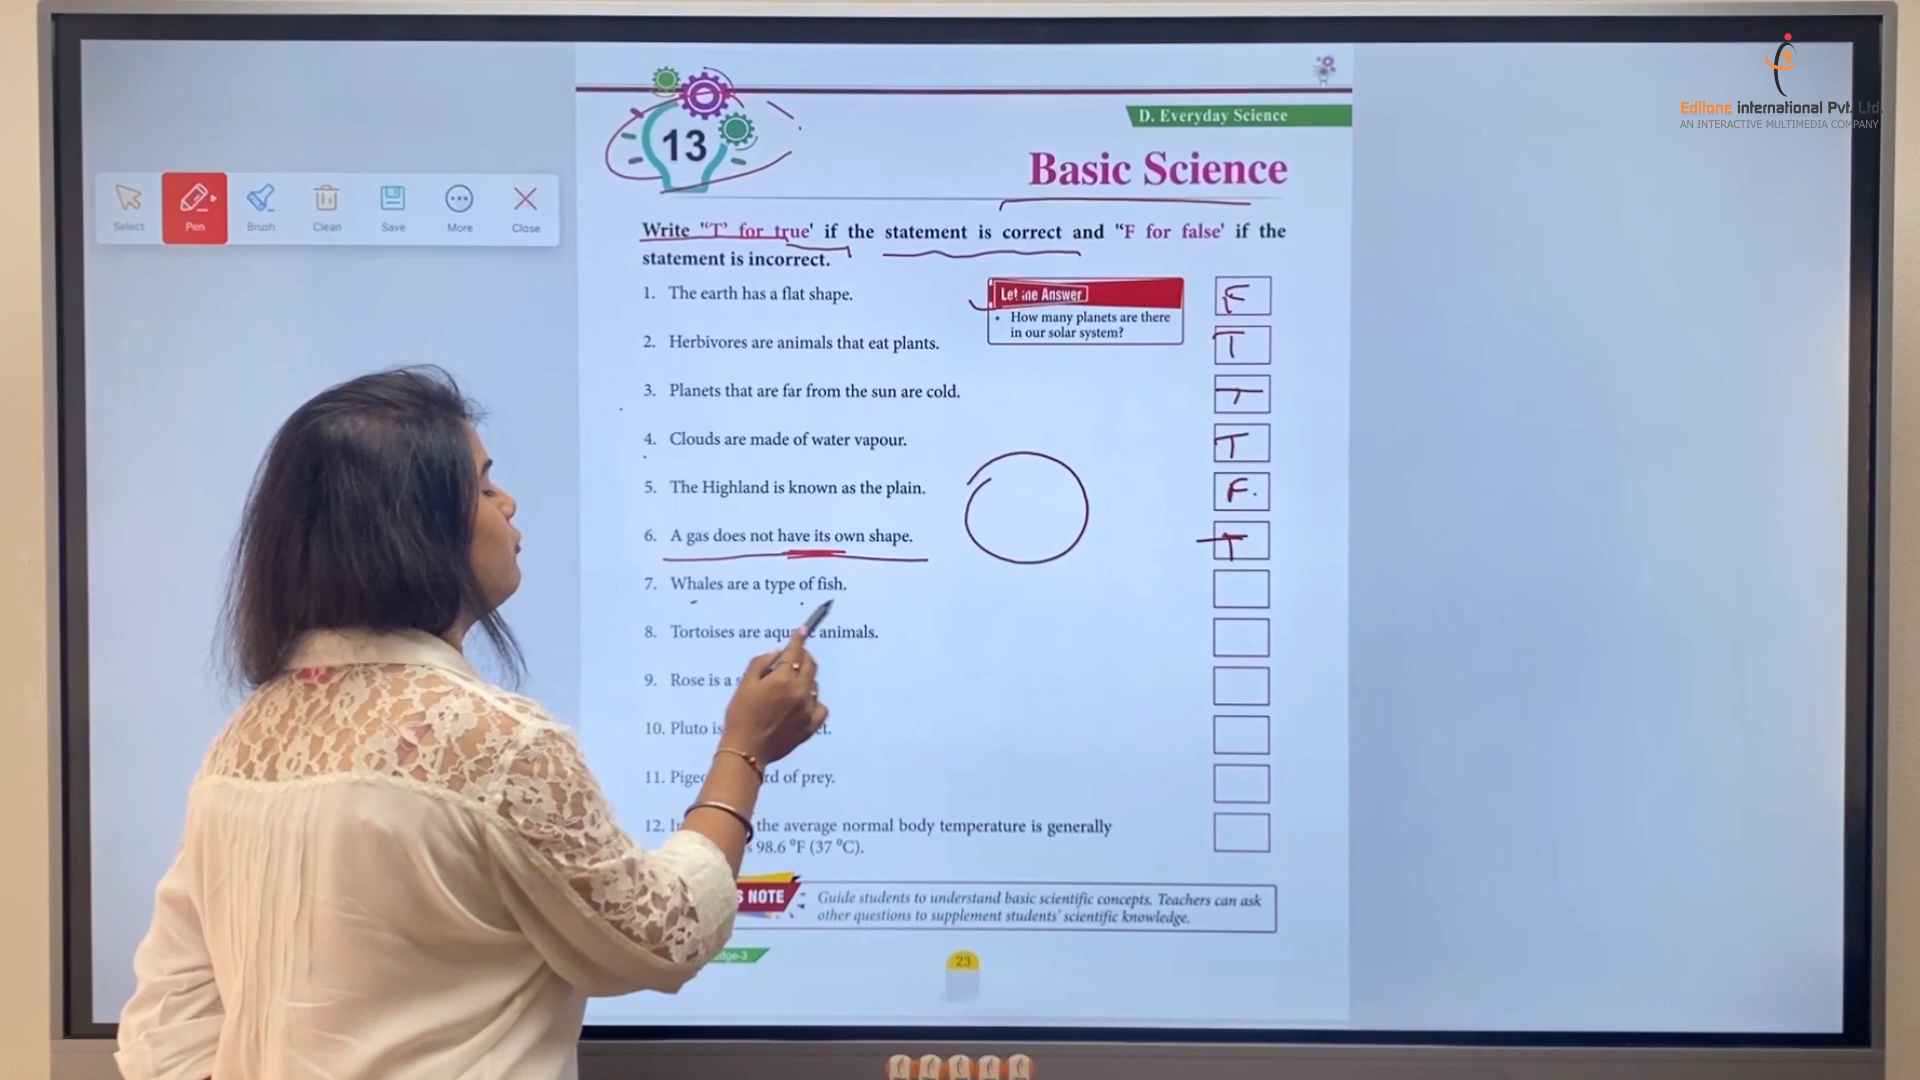 Edilone international Pvt. Ltd.
AN INTERACTIVE MULTIMEDIA COMPANY
D. Everyday Science
13
Basic Science
Select
Pen
Brush
Clean
Save
More
Close
Write "T' for true' if the statement is correct and "F for false' if the
statement is incorrect.
1. The earth has a flat shape.
F
Let me Answer
• How many planets are there
in our solar system?
2. Herbivores are animals that eat plants.
T
3. Planets that are far from the sun are cold.
T
4. Clouds are made of water vapour.
T
5. The Highland is known as the plain.
F.
6. A gas does not have its own shape.
T
7. Whales are a type of fish.
8. Tortoises are animals.
9. Rose is a
10. Pluto is
11. of prey.
12. the average normal body temperature is generally
98.6 ⁰F (37 ⁰C).
NOTE
Guide students to understand basic scientific concepts. Teachers can ask
other questions to supplement students' scientific knowledge.
23